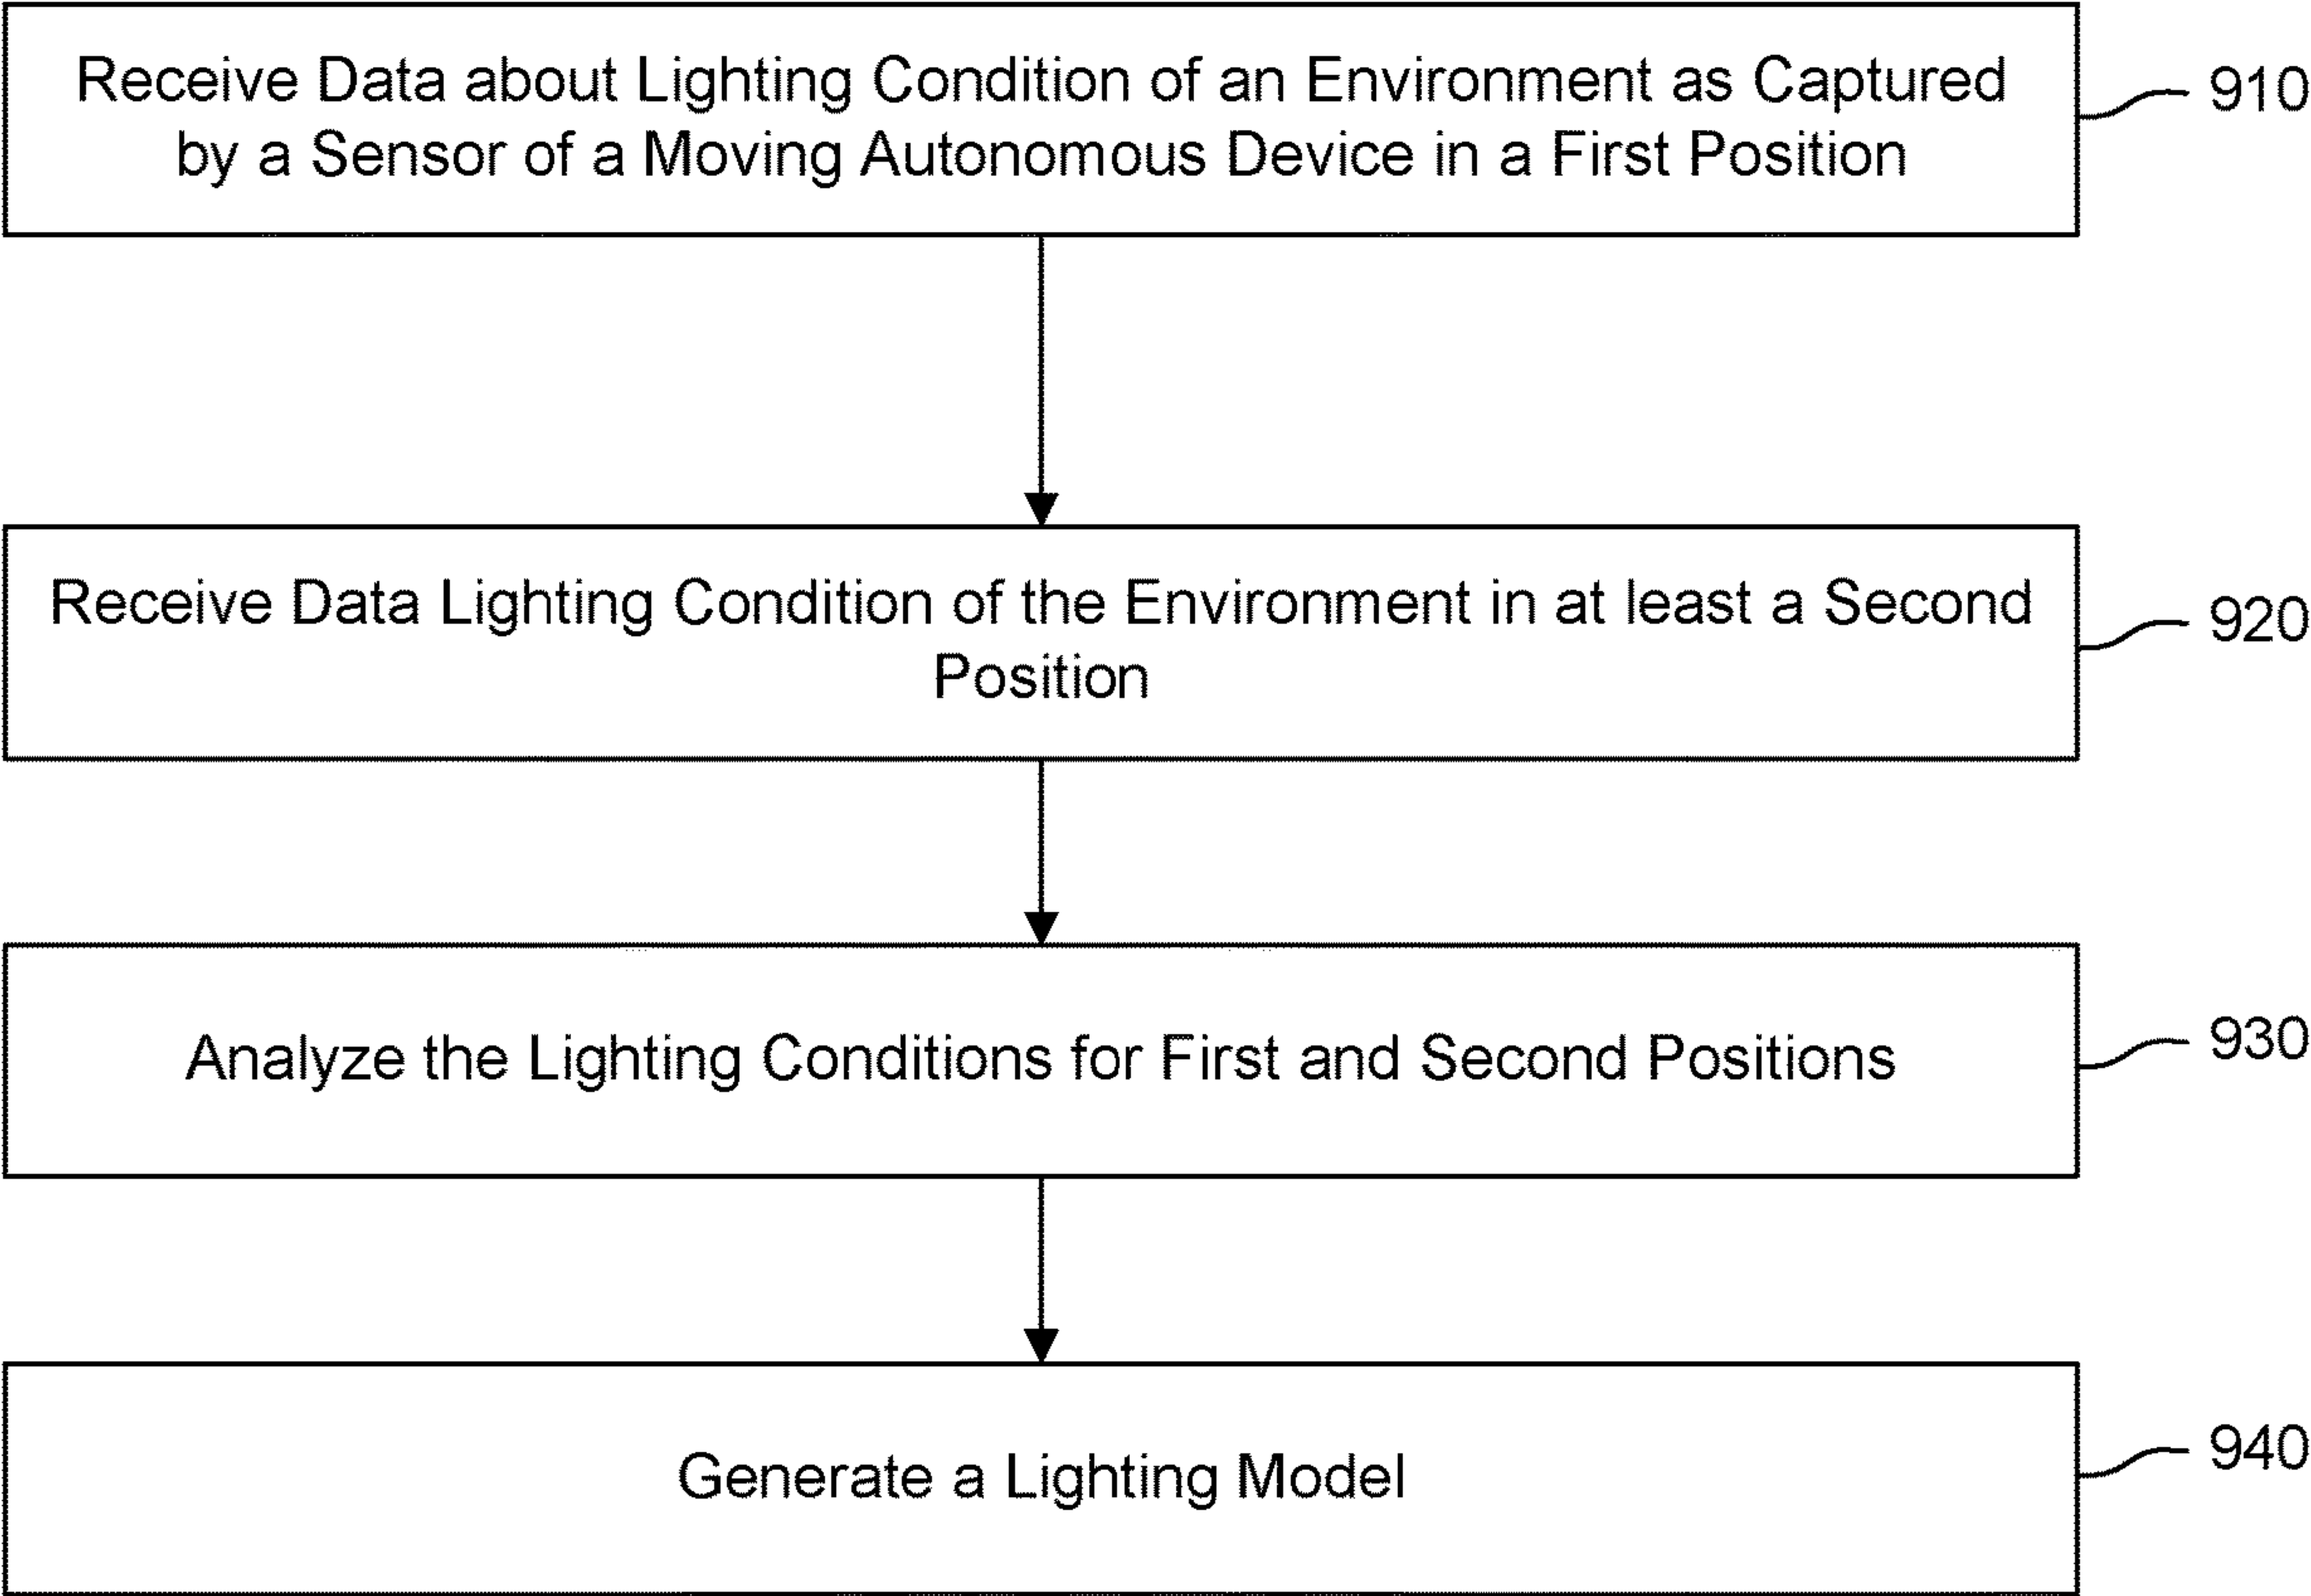 Receive Data about Lighting Condition of an Environment as Captured
by a Sensor of a Moving Autonomous Device in a First Position
910
Receive Data Lighting Condition of the Environment in at least a Second
Position
920
Analyze the Lighting Conditions for First and Second Positions
930
Generate a Lighting Model
940